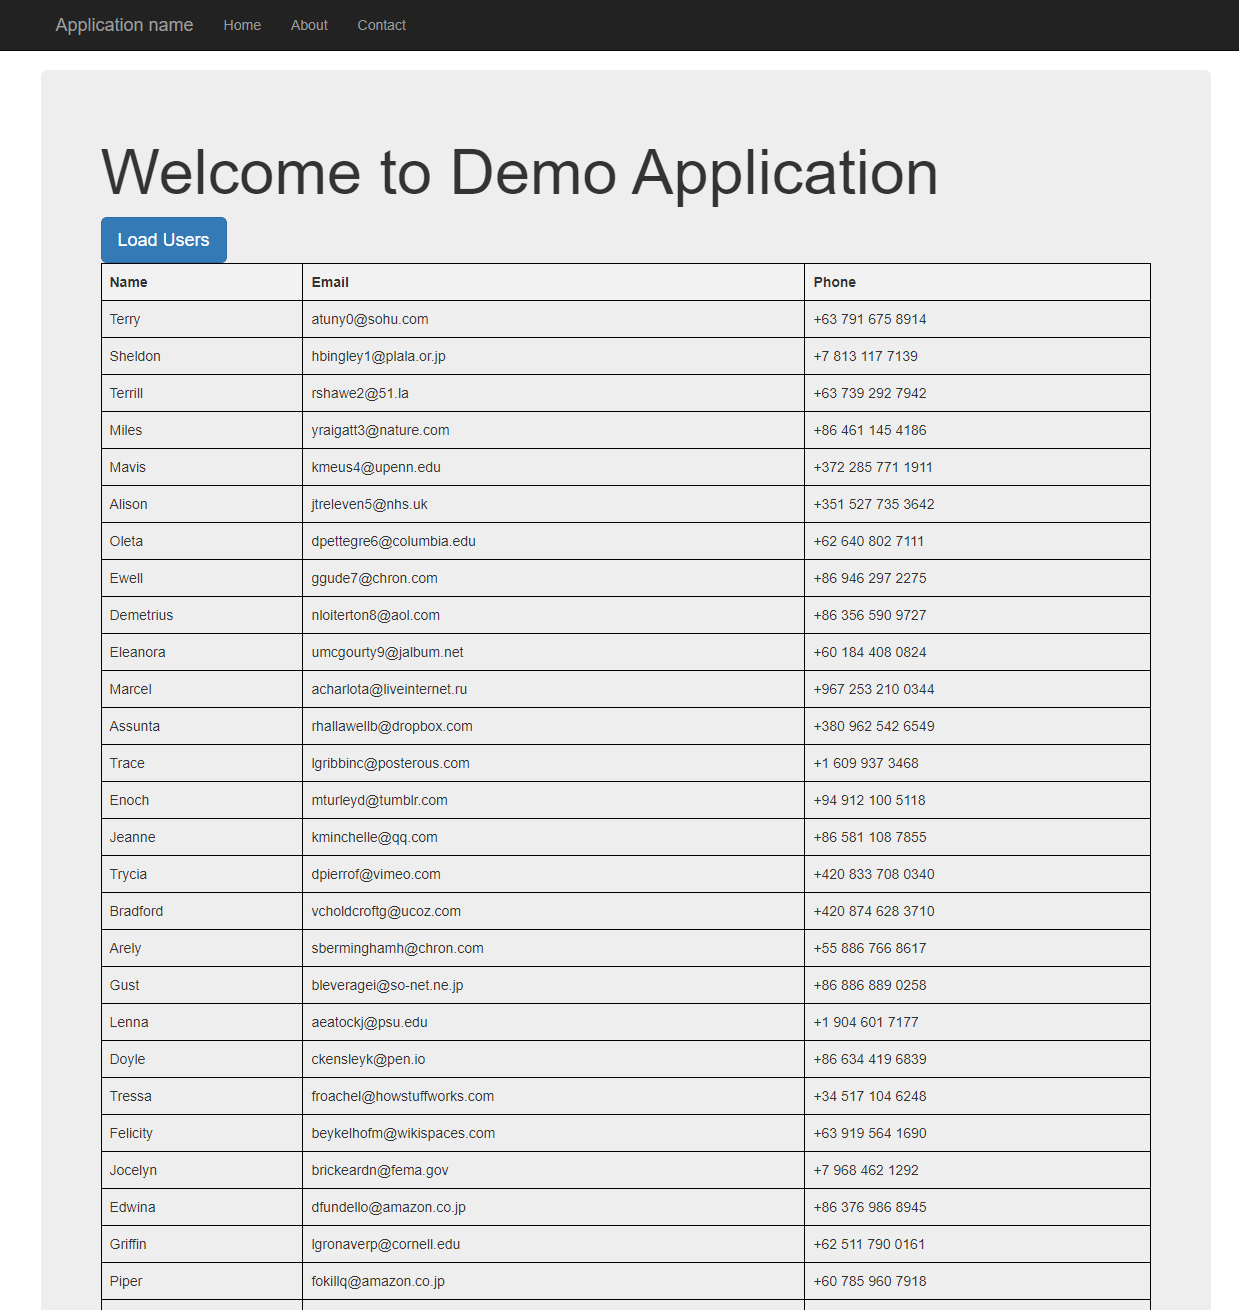 Application name Home About Contact
Welcome to Demo Application
Load Users
Name Email Phone
Terry atuny0@sohu.com +63 791 675 8914
Sheldon hbingley1@plala.or.jp +7 813 117 7139
Terrill rshawe2@51.la +63 739 292 7942
Miles yraigatt3@nature.com +86 461 145 4186
Mavis kmeus4@upenn.edu +372 285 771 1911
Alison jtreleven5@nhs.uk +351 527 735 3642
Oleta dpettegre6@columbia.edu +62 640 802 7111
Ewell ggude7@chron.com +86 946 297 2275
Demetrius nloiterton8@aol.com +86 356 590 9727
Eleanora umcgourty9@jalbum.net +60 184 408 0824
Marcel acharlota@liveinternet.ru +967 253 210 0344
Assunta rhallawellb@dropbox.com +380 962 542 6549
Trace lgribbinc@posterous.com +1 609 937 3468
Enoch mturleyd@tumblr.com +94 912 100 5118
Jeanne kminchelle@qq.com +86 581 108 7855
Trycia dpierrof@vimeo.com +420 833 708 0340
Bradford vcholdcroftg@ucoz.com +420 874 628 3710
Arely sberminghamh@chron.com +55 886 766 8617
Gust bleveragei@so-net.ne.jp +86 886 889 0258
Lenna aeatockj@psu.edu +1 904 601 7177
Doyle ckensleyk@pen.io +86 634 419 6839
Tressa froachel@howstuffworks.com +34 517 104 6248
Felicity beykelhofm@wikispaces.com +63 919 564 1690
Jocelyn brickeardn@fema.gov +7 968 462 1292
Edwina dfundello@amazon.co.jp +86 376 986 8945
Griffin lgronaverp@cornell.edu +62 511 790 0161
Piper fokillq@amazon.co.jp +60 785 960 7918